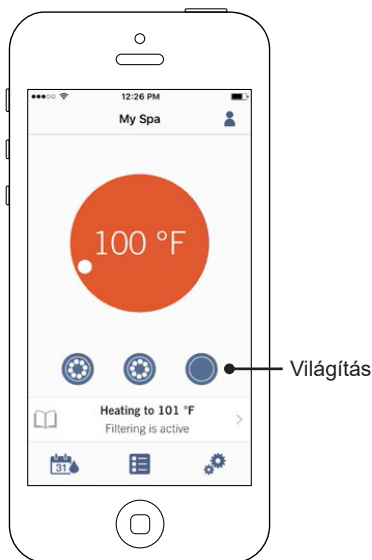 12:26 PM
My Spa
100 °F
Világítás
Heating to 101 °F
Filtering is active
31